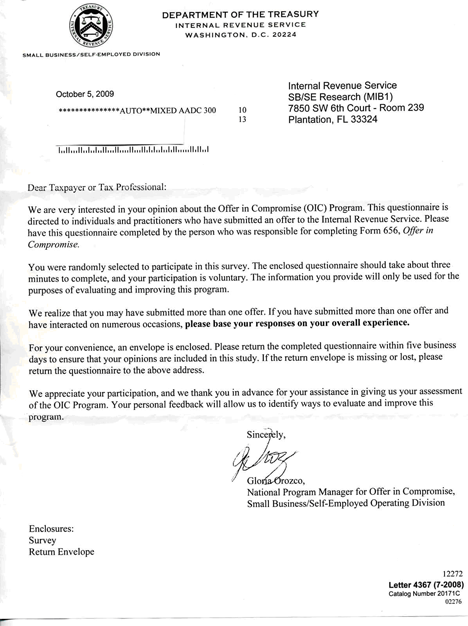 DEPARTMENT OF THE TREASURY
INTERNAL REVENUE SERVICE
WASHINGTON, D.C. 20224
SMALL BUSINESS/SELF-EMPLOYED DIVISION
October 5, 2009
***************AUTO**MIXED AADC 300
10
13
Internal Revenue Service
SB/SE Research (MIB1)
7850 SW 6th Court - Room 239
Plantation, FL 33324
Dear Taxpayer or Tax Professional:
We are very interested in your opinion about the Offer in Compromise (OIC) Program. This questionnaire is
directed to individuals and practitioners who have submitted an offer to the Internal Revenue Service. Please
have this questionnaire completed by the person who was responsible for completing Form 656, Offer in
Compromise.
You were randomly selected to participate in this survey. The enclosed questionnaire should take about three
minutes to complete, and your participation is voluntary. The information you provide will only be used for the
purposes of evaluating and improving this program.
We realize that you may have submitted more than one offer. If you have submitted more than one offer and
have interacted on numerous occasions, please base your responses on your overall experience.
For your convenience, an envelope is enclosed. Please return the completed questionnaire within five business
days to ensure that your opinions are included in this study. If the return envelope is missing or lost, please
return the questionnaire to the above address.
We appreciate your participation, and we thank you in advance for your assistance in giving us your assessment
of the OIC Program. Your personal feedback will allow us to identify ways to evaluate and improve this
program.
Sincerely,
Gloria Orozco,
National Program Manager for Offer in Compromise,
Small Business/Self-Employed Operating Division
Enclosures:
Survey
Return Envelope
12272
Letter 4367 (7-2008)
Catalog Number 20171C
02276